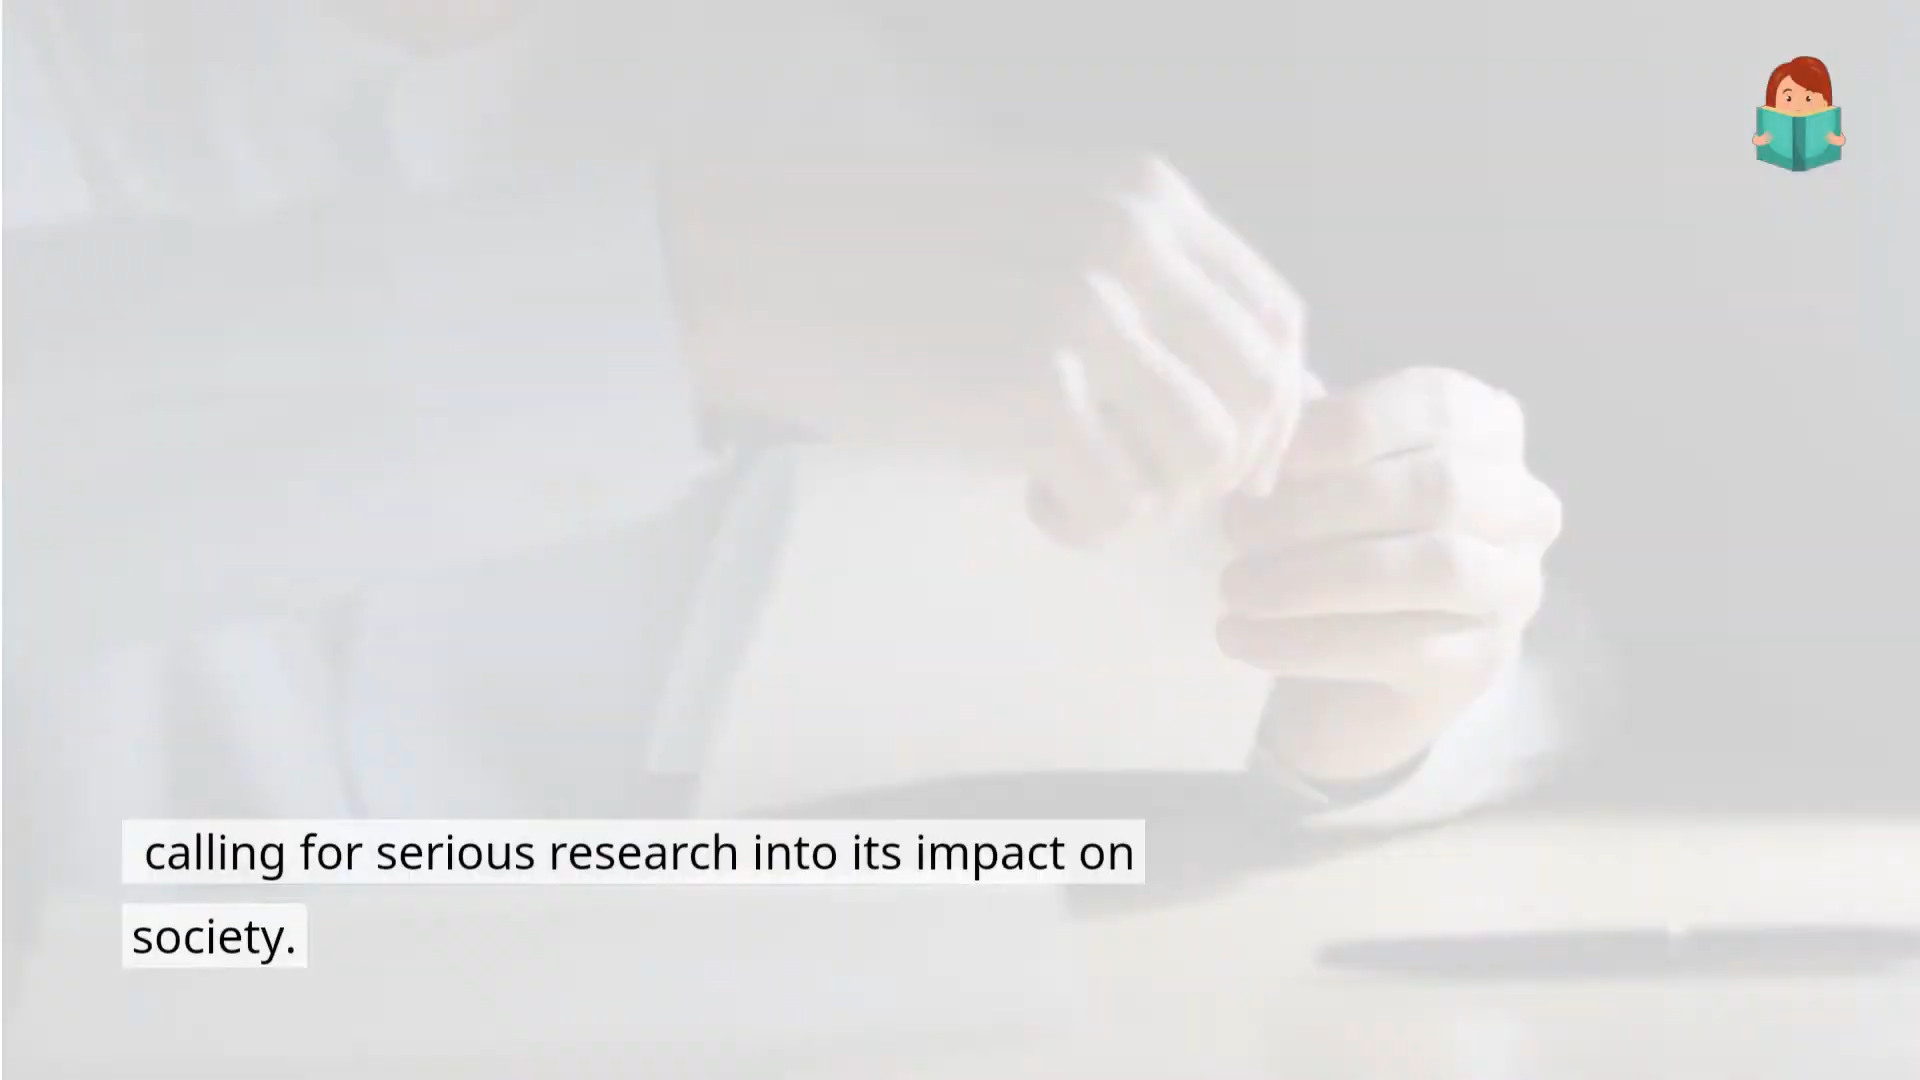 calling for serious research into its impact on
society.